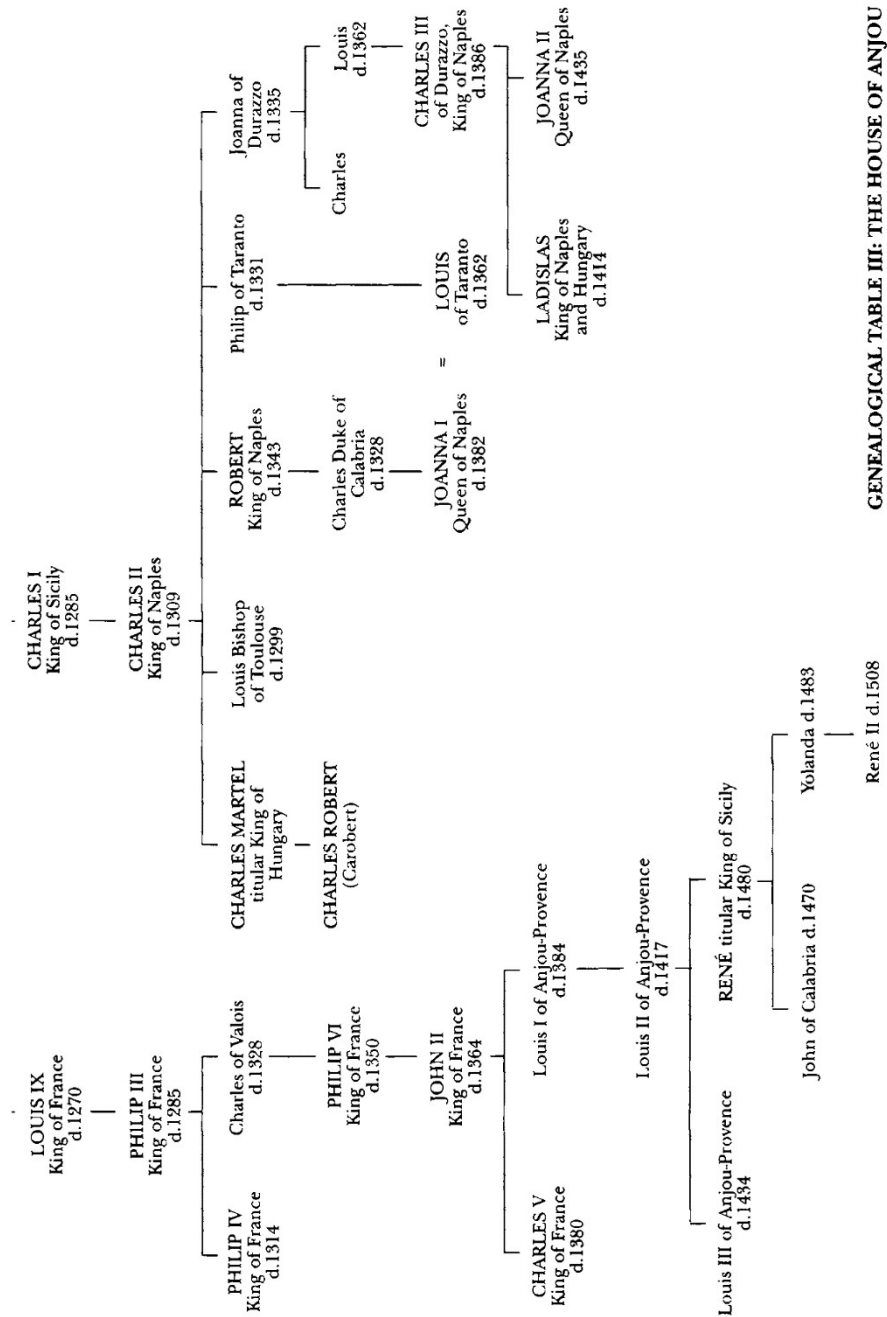 LOUIS IX
King of France
d.1270
CHARLES I
King of Sicily
d.1285
PHILIP III
King of France
d.1285
CHARLES II
King of Naples
d.1309
PHILIP IV
King of France
d.1314
Charles of Valois
d.1328
CHARLES MARTEL
titular King of
Hungary
Louis Bishop
of Toulouse
d.1299
ROBERT
King of Naples
d.1343
Philip of Taranto
d.1331
Joanna of
Durazzo
d.1335
PHILIP VI
King of France
d.1350
CHARLES ROBERT
(Carobert)
Charles Duke of
Calabria
d.1328
Charles
Louis
d.1362
JOHN II
King of France
d.1364
JOANNA I
Queen of Naples
d.1382
=
LOUIS
of Taranto
d.1362
CHARLES III
of Durazzo,
King of Naples
d.1386
CHARLES V
King of France
d.1380
Louis I of Anjou-Provence
d.1384
LADISLAS
King of Naples
and Hungary
d.1414
JOANNA II
Queen of Naples
d.1435
Louis II of Anjou-Provence
d.1417
Louis III of Anjou-Provence
d.1434
RENÉ titular King of Sicily
d.1480
John of Calabria d.1470
Yolanda d.1483
René II d.1508
GENEALOGICAL TABLE III: THE HOUSE OF ANJOU